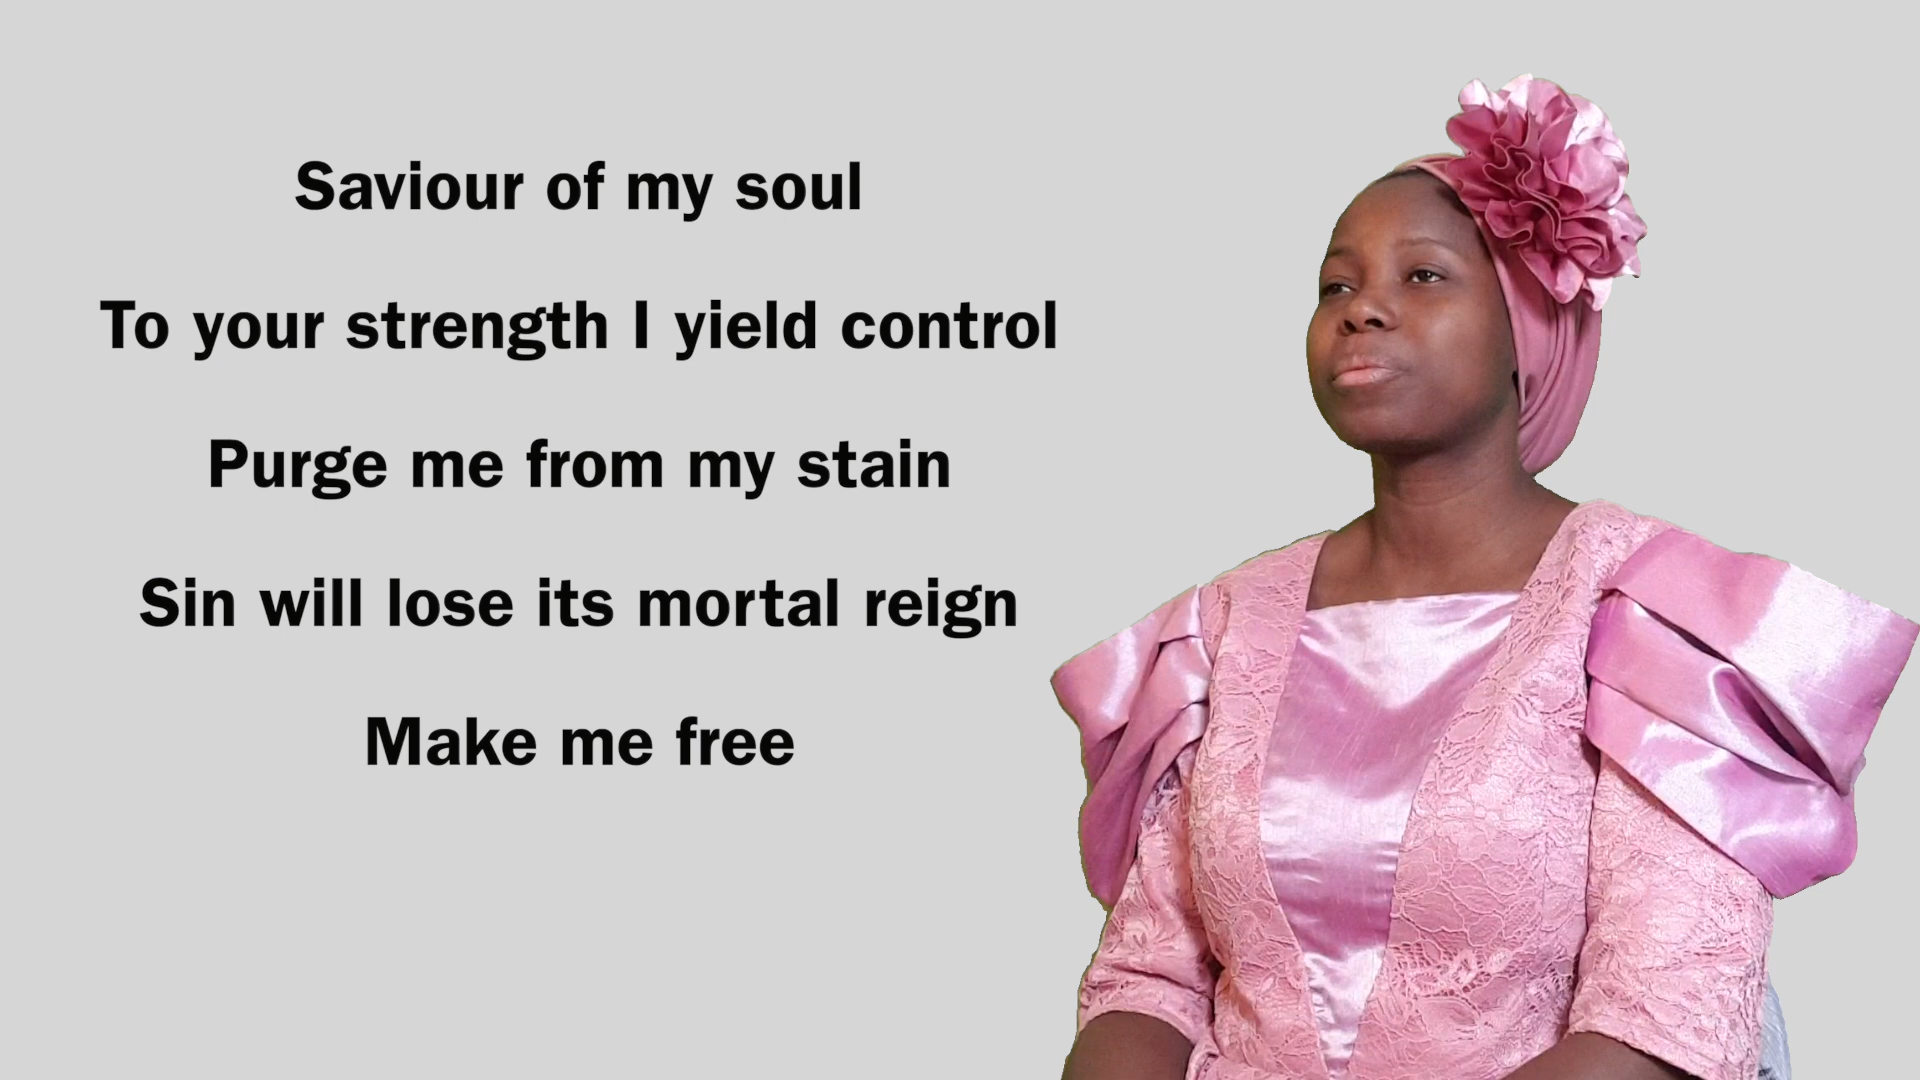 Saviour of my soul
To your strength I yield control
Purge me from my stain
Sin will lose its mortal reign
Make me free